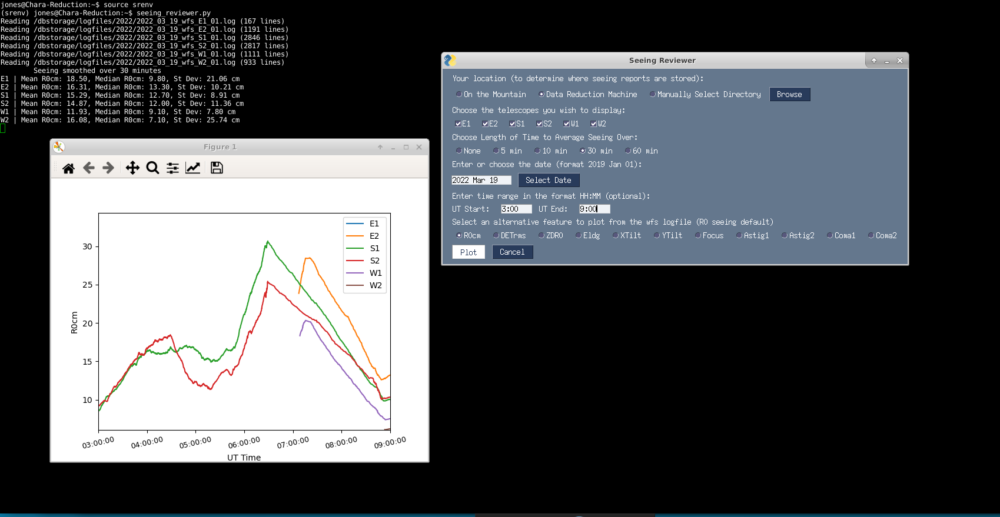 jones@Chara-Reduction:~$ source srenv
(srenv) jones@Chara-Reduction:~$ seeing_reviewer.py
Reading /dbstorage/logfiles/2022/2022_03_19_wfs_E1_01.log (167 lines)
Reading /dbstorage/logfiles/2022/2022_03_19_wfs_E2_01.log (1191 lines)
Reading /dbstorage/logfiles/2022/2022_03_19_wfs_S1_01.log (2846 lines)
Reading /dbstorage/logfiles/2022/2022_03_19_wfs_S2_01.log (2817 lines)
Reading /dbstorage/logfiles/2022/2022_03_19_wfs_W1_01.log (1111 lines)
Reading /dbstorage/logfiles/2022/2022_03_19_wfs_W2_01.log (933 lines)
Seeing smoothed over 30 minutes
E1 | Mean R0cm: 18.50, Median R0cm: 9.80, St Dev: 21.06 cm
E2 | Mean R0cm: 16.31, Median R0cm: 13.30, St Dev: 10.21 cm
S1 | Mean R0cm: 15.29, Median R0cm: 12.70, St Dev: 8.91 cm
S2 | Mean R0cm: 14.87, Median R0cm: 12.00, St Dev: 11.36 cm
W1 | Mean R0cm: 11.93, Median R0cm: 9.10, St Dev: 7.80 cm
W2 | Mean R0cm: 16.08, Median R0cm: 7.10, St Dev: 25.74 cm
Figure 1
E1
E2
S1
S2
W1
W2
30
25
20
15
10
R0cm
03:00:00 04:00:00 05:00:00 06:00:00 07:00:00 08:00:00 09:00:00
UT Time
Seeing Reviewer
Your location (to determine where seeing reports are stored):
On the Mountain Data Reduction Machine Manually Select Directory Browse
Choose the telescopes you wish to display:
E1 E2 S1 S2 W1 W2
Choose Length of Time to Average Seeing Over:
None 5 min 10 min 30 min 60 min
Enter or choose the date (format 2019 Jan 01):
2022 Mar 19 Select Date
Enter time range in the format HH:MM (optional):
UT Start: 3:00 UT End: 9:00
Select an alternative feature to plot from the wfs logfile (R0 seeing default)
R0cm DETrms ZDR0 Eldg XTilt YTilt Focus Astig1 Astig2 Coma1 Coma2
Plot Cancel